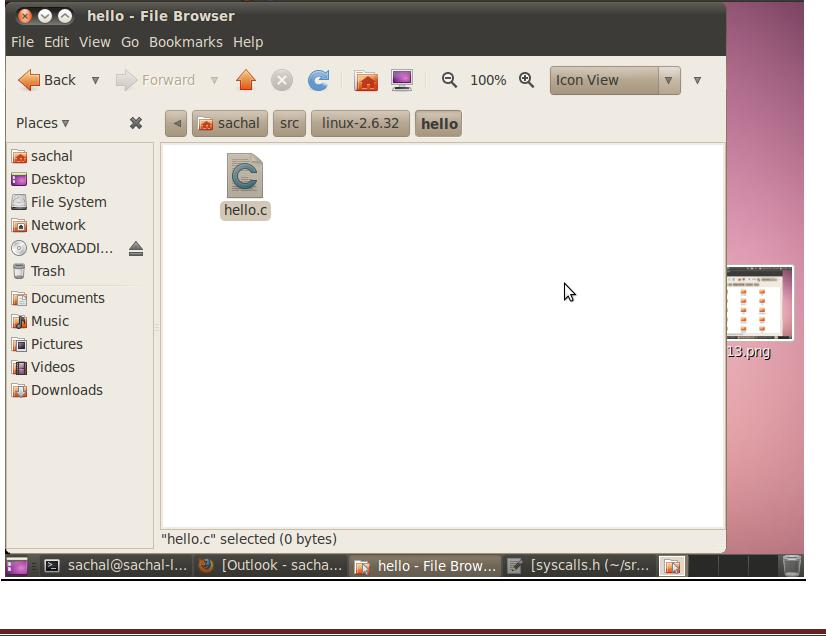 hello - File Browser
File Edit View Go Bookmarks Help
Back Forward 100% Icon View
Places sachal src linux-2.6.32 hello
sachal
Desktop
File System
Network
VBOXADDI...
Trash
Documents
Music
Pictures
Videos
Downloads
hello.c
13.png
"hello.c" selected (0 bytes)
sachal@sachal-l... [Outlook - sacha... hello - File Brow... [syscalls.h (~/sr...